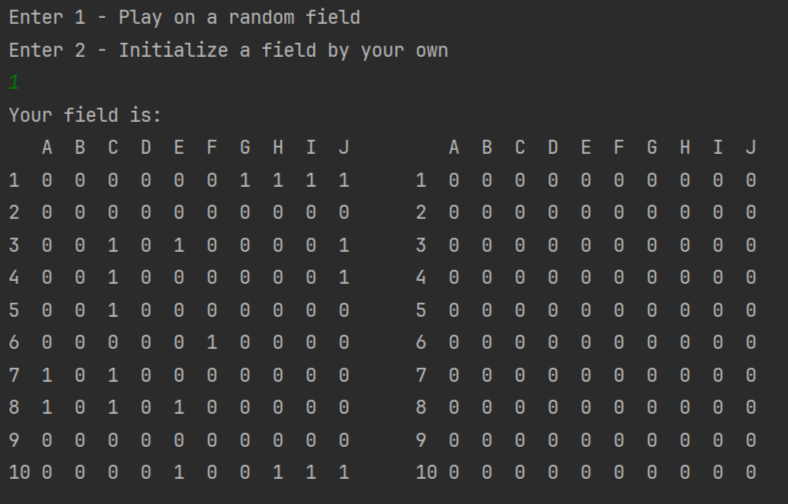 Enter 1 - Play on a random field
Enter 2 - Initialize a field by your own
1
Your field is:
A B C D E F G H I J A B C D E F G H I J
1 0 0 0 0 0 0 1 1 1 1 1 0 0 0 0 0 0 0 0 0 0
2 0 0 0 0 0 0 0 0 0 0 2 0 0 0 0 0 0 0 0 0 0
3 0 0 1 0 1 0 0 0 0 1 3 0 0 0 0 0 0 0 0 0 0
4 0 0 1 0 0 0 0 0 0 1 4 0 0 0 0 0 0 0 0 0 0
5 0 0 1 0 0 0 0 0 0 0 5 0 0 0 0 0 0 0 0 0 0
6 0 0 0 0 0 1 0 0 0 0 6 0 0 0 0 0 0 0 0 0 0
7 1 0 1 0 0 0 0 0 0 0 7 0 0 0 0 0 0 0 0 0 0
8 1 0 1 0 1 0 0 0 0 0 8 0 0 0 0 0 0 0 0 0 0
9 0 0 0 0 0 0 0 0 0 0 9 0 0 0 0 0 0 0 0 0 0
10 0 0 0 0 1 0 0 1 1 1 10 0 0 0 0 0 0 0 0 0 0